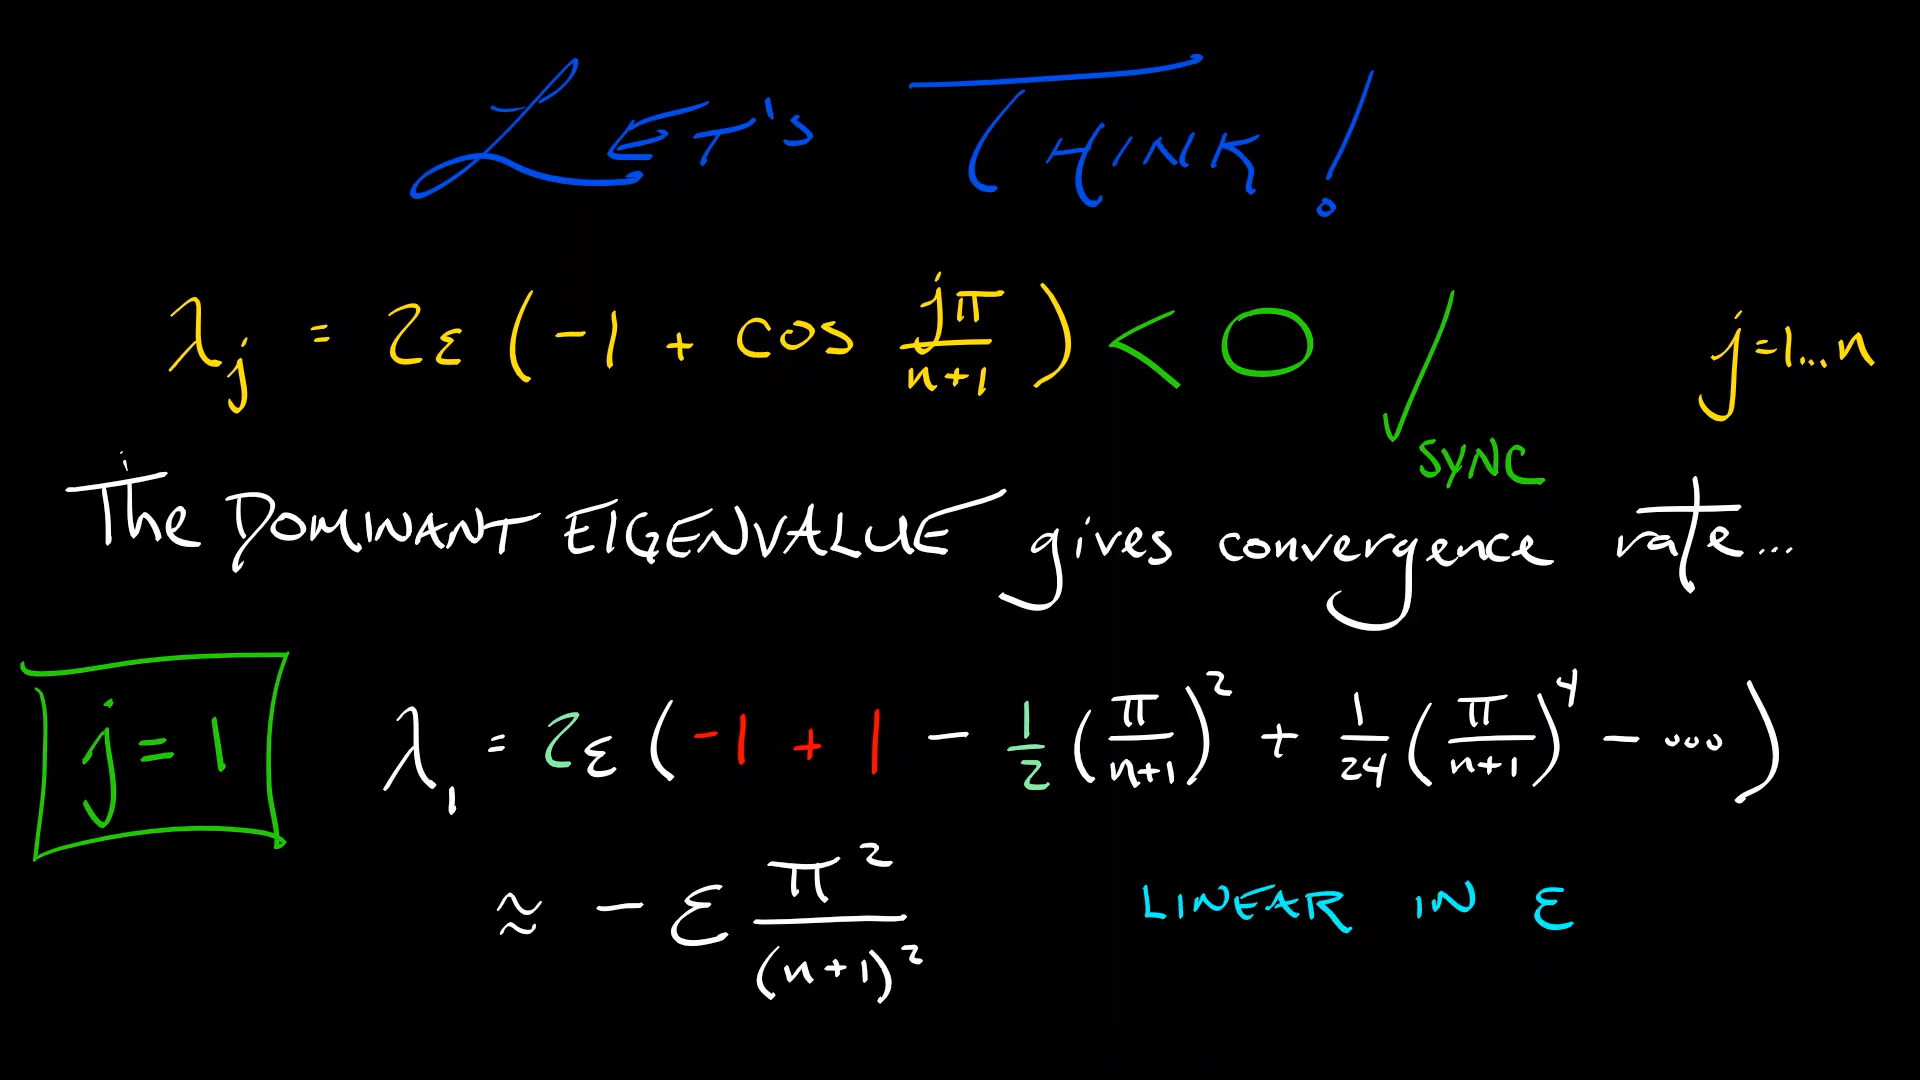 LET'S THINK!
λ_j = 2ε (-1 + cos jπ/(n+1)) < 0 ✓ SYNC j=1...n
The DOMINANT EIGENVALUE gives convergence rate...
j=1 λ_1 = 2ε (-1 + 1 - 1/2 (π/(n+1))^2 + 1/24 (π/(n+1))^4 - ...)
≈ -ε π^2/(n+1)^2 LINEAR IN ε